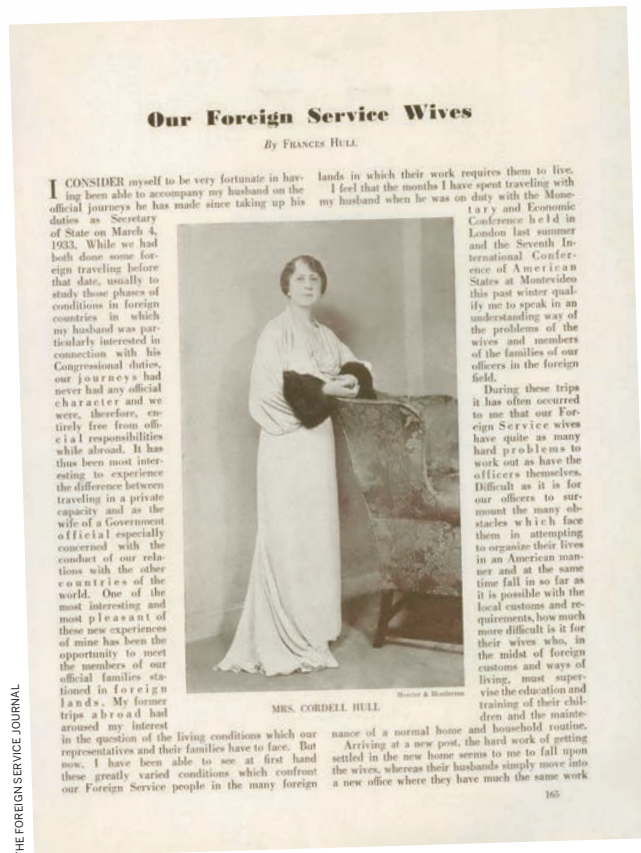 Our Foreign Service Wives
By FRANCES HULL
I CONSIDER myself to be very fortunate in hav-
ing been able to accompany my husband on the
official journeys he has made since taking up his
duties as Secretary
of State on March 4,
1933. While we had
both done some for-
eign traveling before
that date, usually to
study those phases of
conditions in foreign
countries in which
my husband was par-
ticularly interested in
connection with his
Congressional duties,
our journeys had
never had any official
character and we
were, therefore, en-
tirely free from offi-
cial responsibilities
while abroad. It has
thus been most inter-
esting to experience
the difference between
traveling in a private
capacity and as the
wife of a Government
official especially
concerned with the
conduct of our rela-
tions with the other
countries of the
world. One of the
most interesting and
most pleasant of
these new experiences
of mine has been the
opportunity to meet
the members of our
official families sta-
tioned in foreign
lands. My former
trips abroad had
aroused my interest
in the question of the living conditions which our
representatives and their families have to face. But
now, I have been able to see at first hand
these greatly varied conditions which confront
our Foreign Service people in the many foreign
lands in which their work requires them to live.
I feel that the months I have spent traveling with
my husband when he was on duty with the Mone-
tary and Economic
Conference held in
London last summer
and the Seventh In-
ternational Confer-
ence of American
States at Montevideo
this past winter qual-
ify me to speak in an
understanding way of
the problems of the
wives and members
of the families of our
officers in the foreign
field.
During these trips
it has often occurred
to me that our For-
eign Service wives
have quite as many
hard problems to
work out as have the
officers themselves.
Difficult as it is for
our officers to sur-
mount the many ob-
stacles which face
them in attempting
to organize their lives
in an American man-
ner and at the same
time fall in so far as
it is possible with the
local customs and re-
quirements, how much
more difficult is it for
their wives who, in
the midst of foreign
customs and ways of
living, must super-
vise the education and
training of their chil-
dren and the mainte-
nance of a normal home and household routine.
Arriving at a new post, the hard work of getting
settled in the new home seems to me to fall upon
the wives, whereas their husbands simply move into
a new office where they have much the same work
MRS. CORDELL HULL
165
THE FOREIGN SERVICE JOURNAL